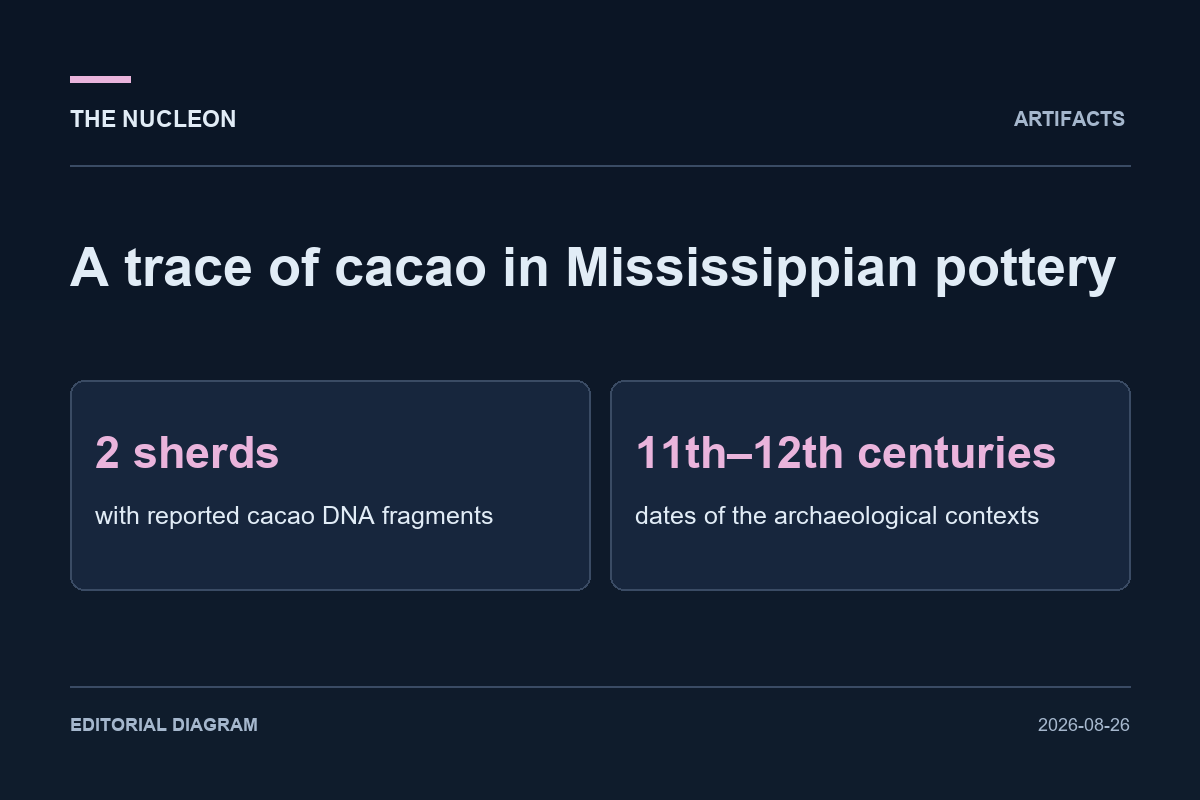 THE NUCLEON
ARTIFACTS
A trace of cacao in Mississippian pottery
2 sherds
with reported cacao DNA fragments
11th–12th centuries
dates of the archaeological contexts
EDITORIAL DIAGRAM
2026-08-26